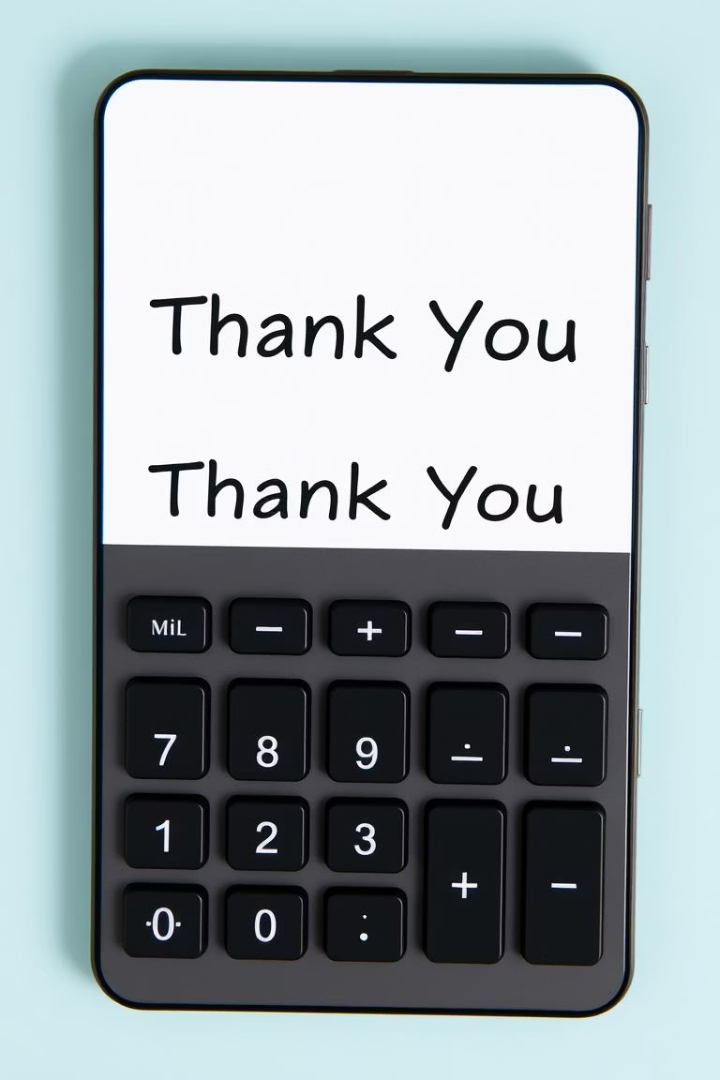 Thank You
Thank You
MiL − + − −
7 8 9 ∸ ∸
1 2 3 + −
·0· 0 :